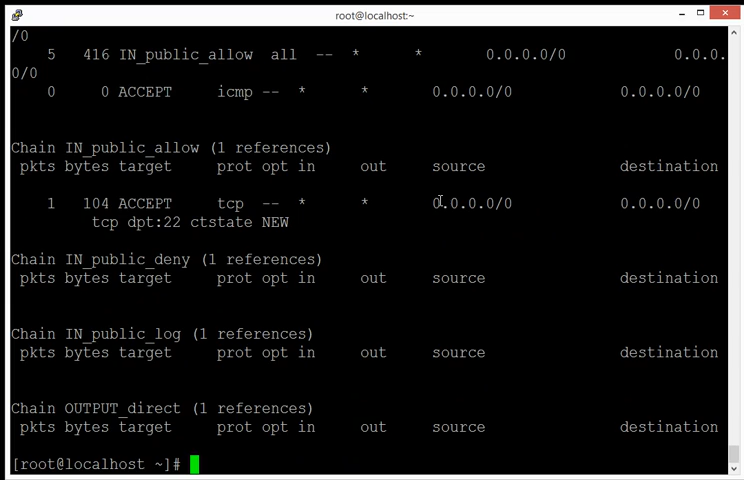 root@localhost:~
/0
5 416 IN_public_allow all -- * * 0.0.0.0/0 0.0.0.
0/0
0 0 ACCEPT icmp -- * * 0.0.0.0/0 0.0.0.0/0
Chain IN_public_allow (1 references)
pkts bytes target prot opt in out source destination
1 104 ACCEPT tcp -- * * 0.0.0.0/0 0.0.0.0/0
tcp dpt:22 ctstate NEW
Chain IN_public_deny (1 references)
pkts bytes target prot opt in out source destination
Chain IN_public_log (1 references)
pkts bytes target prot opt in out source destination
Chain OUTPUT_direct (1 references)
pkts bytes target prot opt in out source destination
[root@localhost ~]#